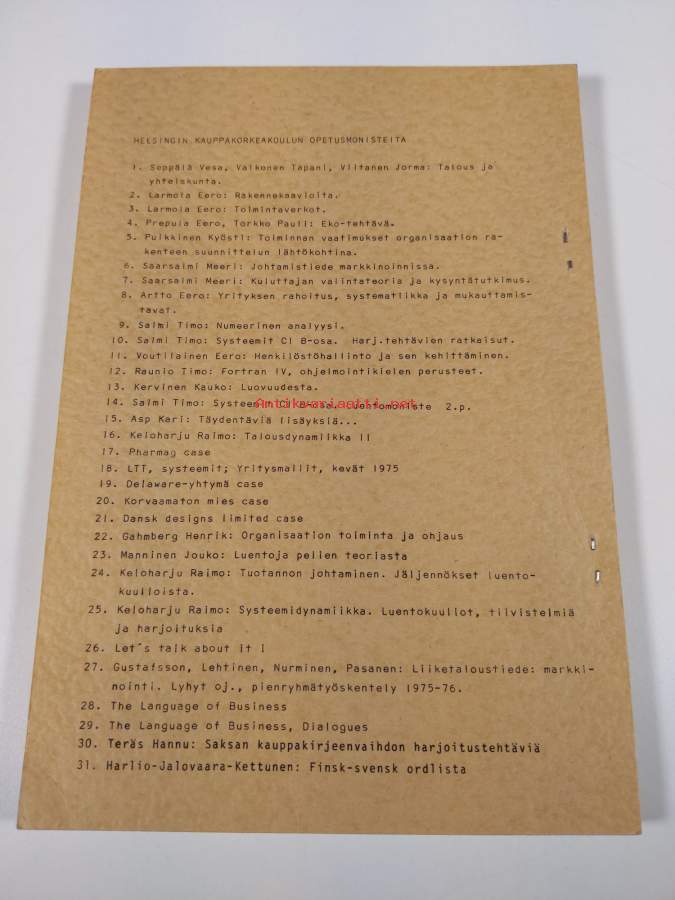 HELSINGIN KAUPPAKORKEAKOULUN OPETUSMONISTEITA
1. Seppälä Vesa, Valkonen Tapani, Viitanen Jorma: Talous ja
yhteiskunta.
2. Larmola Eero: Rakennekaavioita.
3. Larmola Eero: Toimintaverkot.
4. Prepula Eero, Torkko Pauli: Eko-tehtävä.
5. Pulkkinen Kyösti: Toiminnan vaatimukset organisaation ra-
kenteen suunnittelun lähtökohtina.
6. Saarsalmi Meeri: Johtamistiede markkinoinnissa.
7. Saarsalmi Meeri: Kuluttajan valintateoria ja kysyntätutkimus.
8. Artto Eero: Yrityksen rahoitus, systematiikka ja mukauttamis-
tavat.
9. Salmi Timo: Numeerinen analyysi.
10. Salmi Timo: Systeemit CI B-osa. Harj.tehtävien ratkaisut.
11. Voutilainen Eero: Henkilöstöhallinto ja sen kehittäminen.
12. Raunio Timo: Fortran IV, ohjelmointikielen perusteet.
13. Kervinen Kauko: Luovuudesta.
14. Salmi Timo: Systeemit CI B-osa. Luentomoniste 2.p.
Antikvariaatti.net
15. Asp Kari: Täydentäviä lisäyksiä...
16. Keloharju Raimo: Talousdynamiikka II
17. Pharmag case
18. LTT, systeemit; Yritysmallit, kevät 1975
19. Delaware-yhtymä case
20. Korvaamaton mies case
21. Dansk designs limited case
22. Gahmberg Henrik: Organisaation toiminta ja ohjaus
23. Manninen Jouko: Luentoja pelien teoriasta
24. Keloharju Raimo: Tuotannon johtaminen. Jäljennökset luento-
kuulloista.
25. Keloharju Raimo: Systeemidynamiikka. Luentokuullot, tiivistelmiä
ja harjoituksia
26. Let's talk about it !
27. Gustafsson, Lehtinen, Nurminen, Pasanen: Liiketaloustiede: markki-
nointi. Lyhyt oj., pienryhmätyöskentely 1975-76.
28. The Language of Business
29. The Language of Business, Dialogues
30. Teräs Hannu: Saksan kauppakirjeenvaihdon harjoitustehtäviä
31. Harlio-Jalovaara-Kettunen: Finsk-svensk ordlista